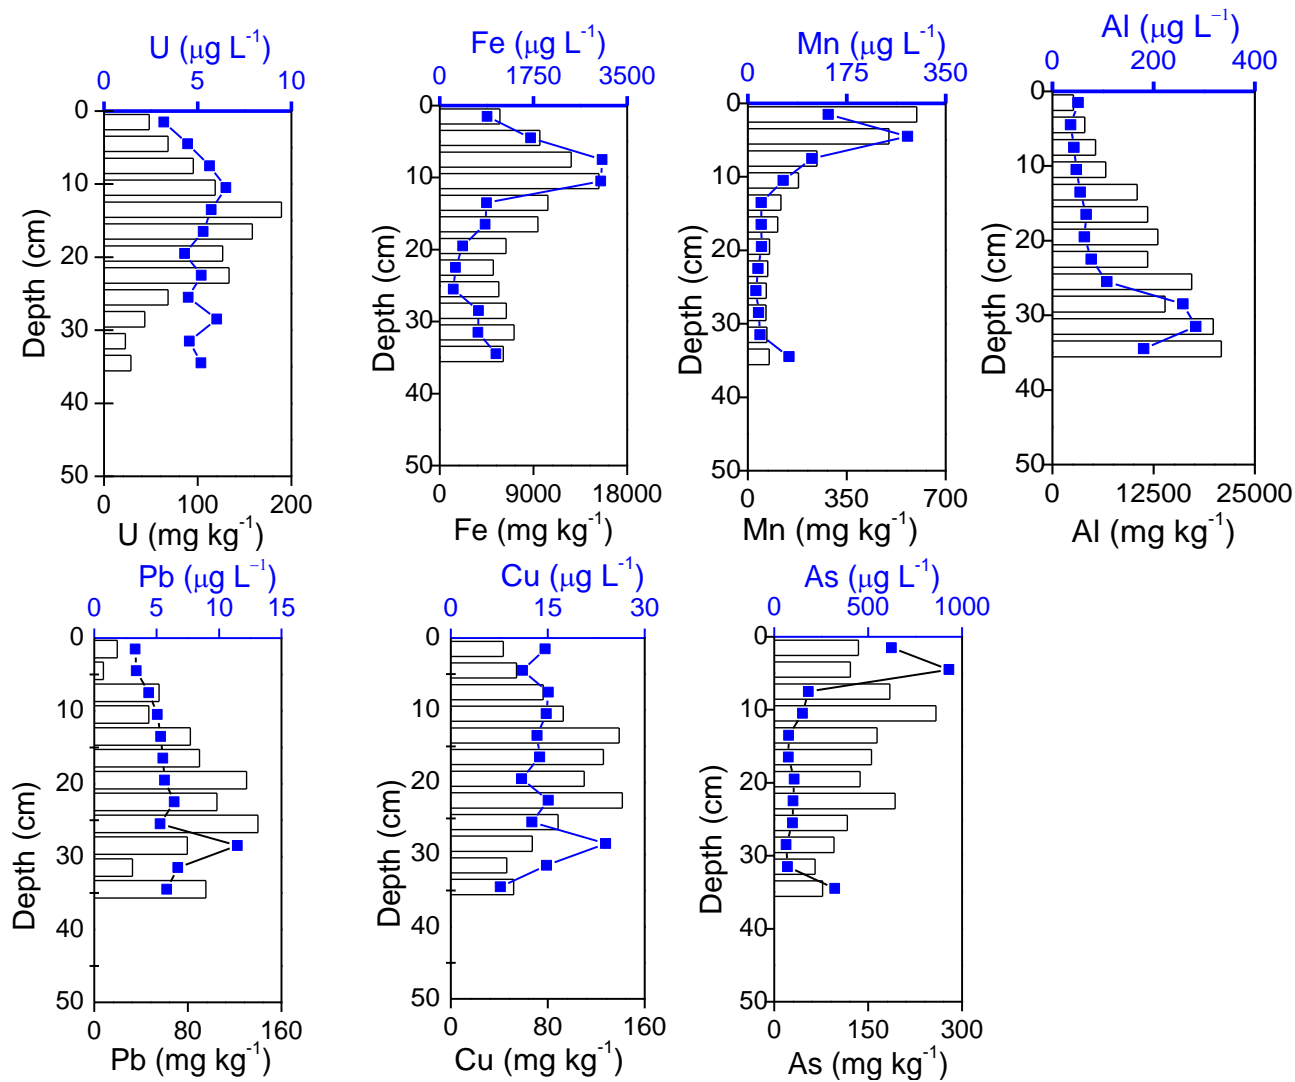 U (μg L⁻¹)
0 5 10
0
10
20
30
40
50
Depth (cm)
0 100 200
U (mg kg⁻¹)
Fe (μg L⁻¹)
0 1750 3500
0
10
20
30
40
50
Depth (cm)
0 9000 18000
Fe (mg kg⁻¹)
Mn (μg L⁻¹)
0 175 350
0
10
20
30
40
50
Depth (cm)
0 350 700
Mn (mg kg⁻¹)
Al (μg L⁻¹)
0 200 400
0
10
20
30
40
50
Depth (cm)
0 12500 25000
Al (mg kg⁻¹)
Pb (μg L⁻¹)
0 5 10 15
0
10
20
30
40
50
Depth (cm)
0 80 160
Pb (mg kg⁻¹)
Cu (μg L⁻¹)
0 15 30
0
10
20
30
40
50
Depth (cm)
0 80 160
Cu (mg kg⁻¹)
As (μg L⁻¹)
0 500 1000
0
10
20
30
40
50
Depth (cm)
0 150 300
As (mg kg⁻¹)